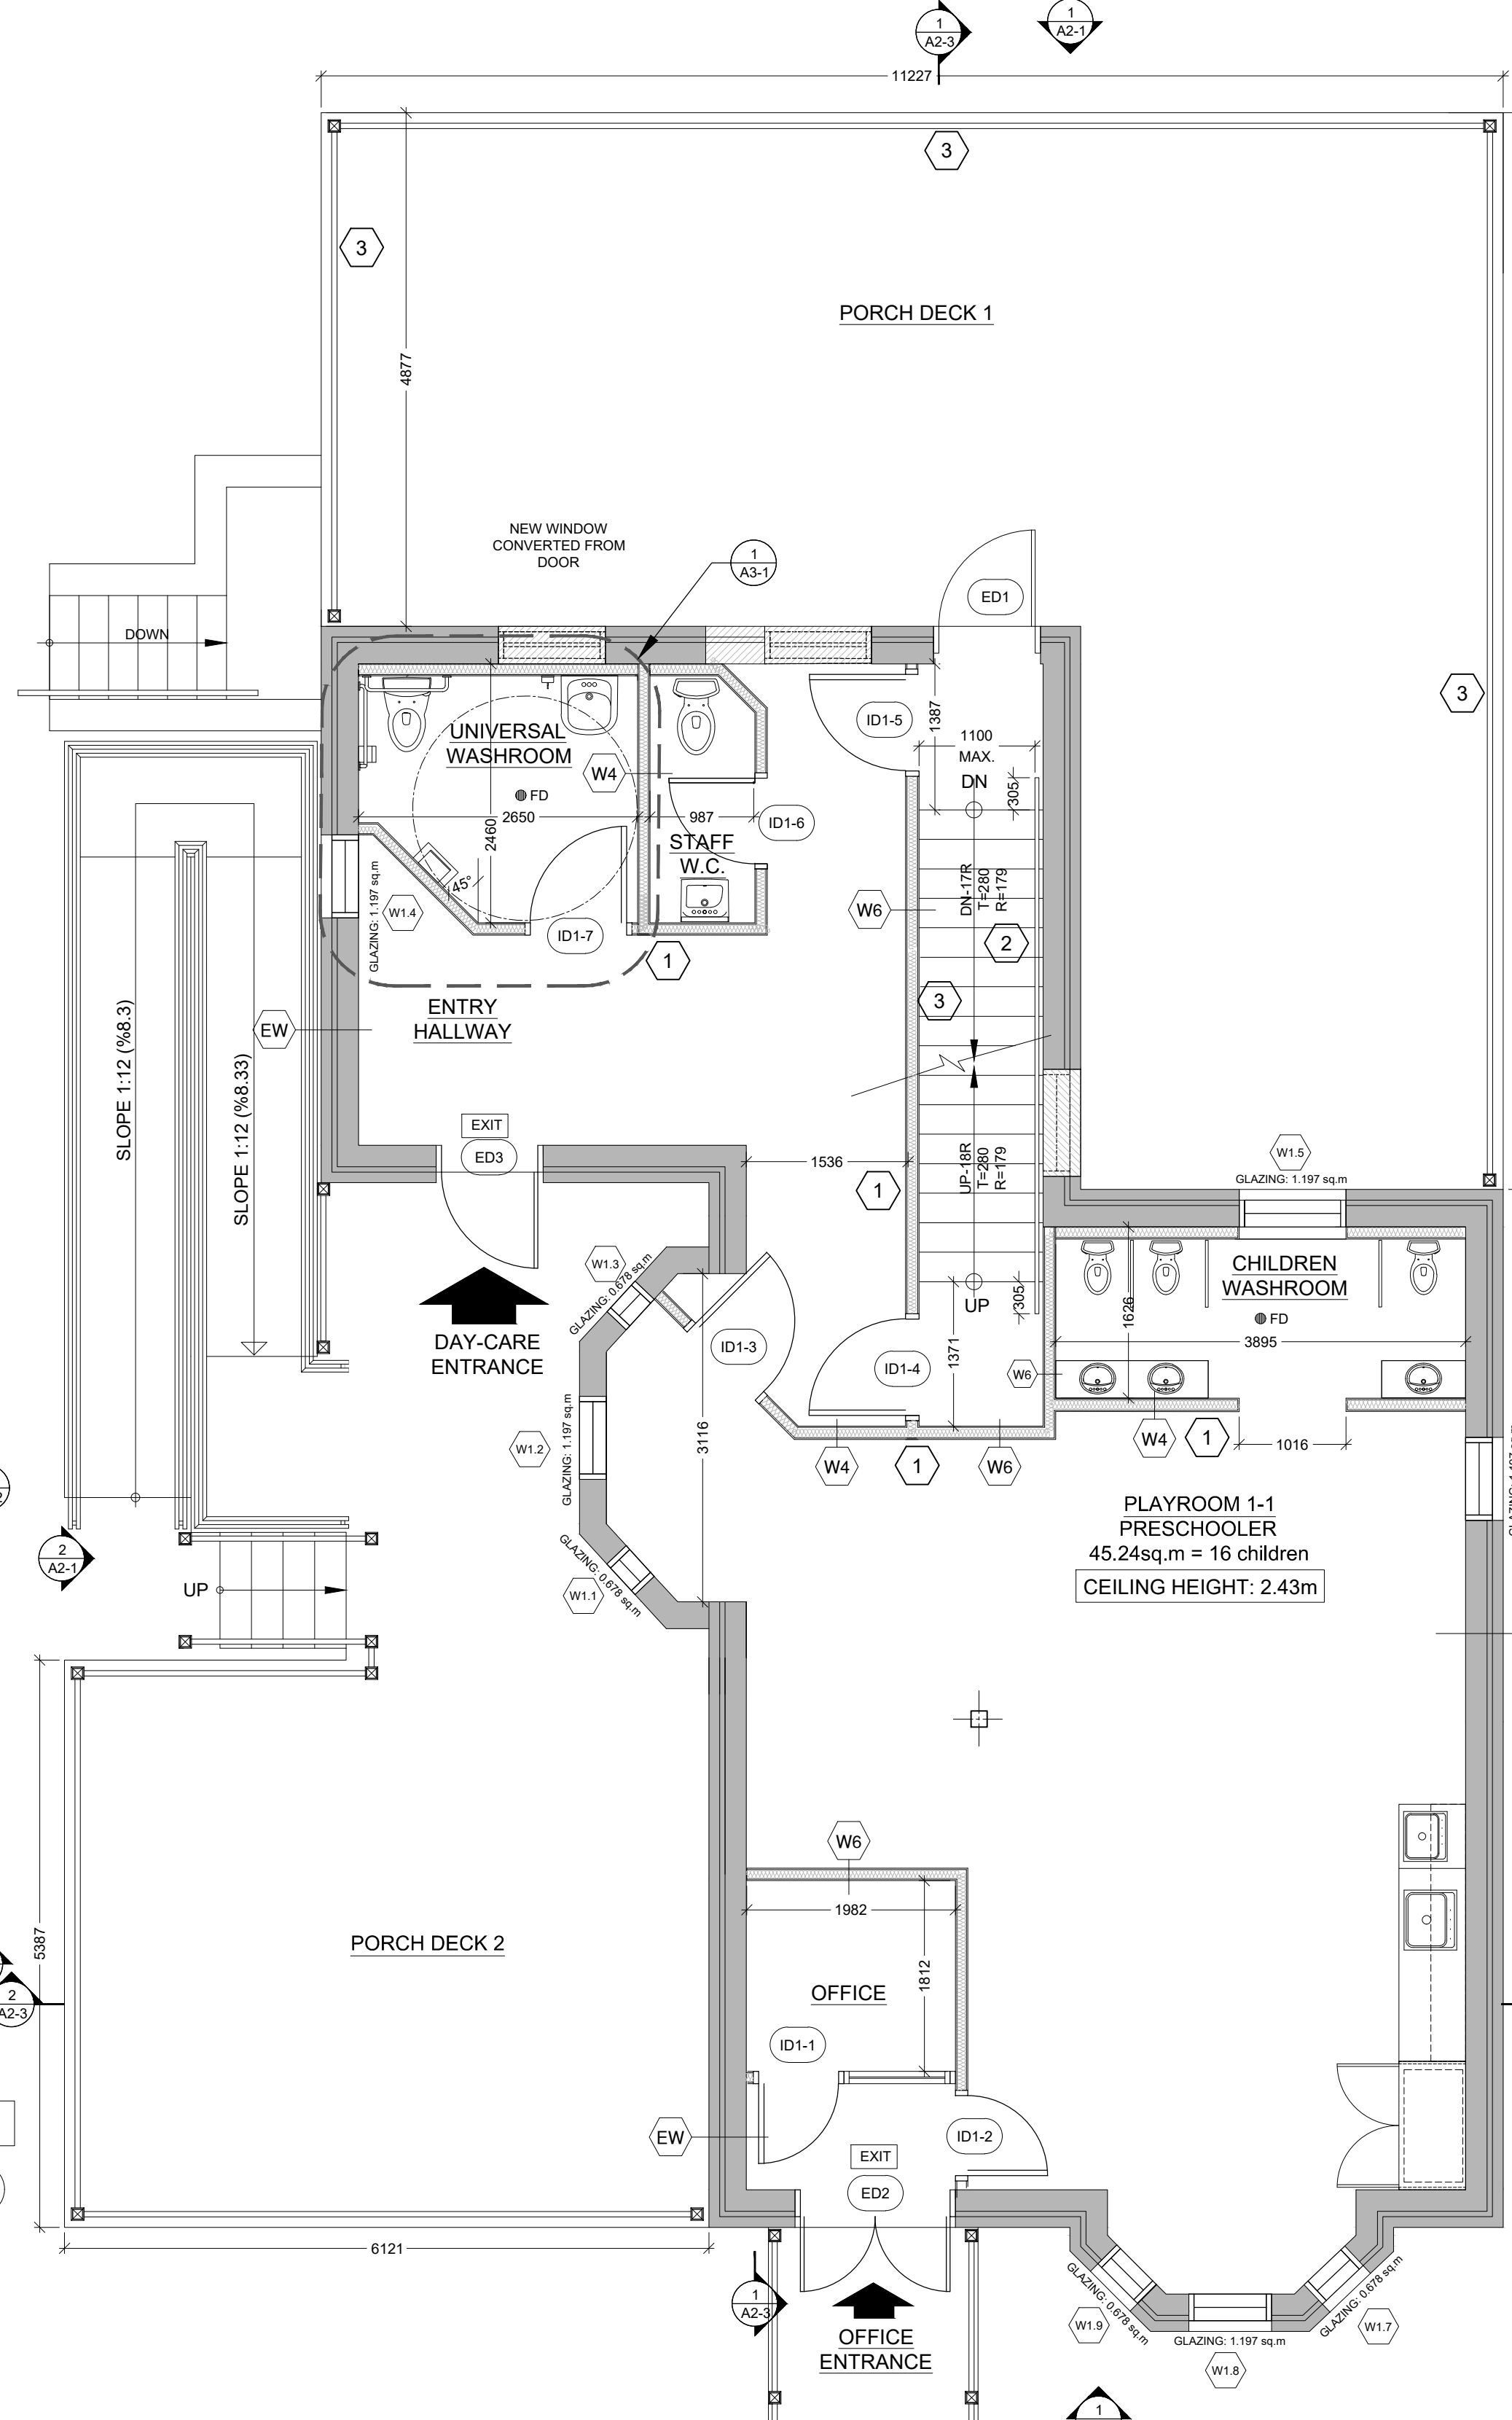 1
A2-3
1
A2-1
11227
3
3
PORCH DECK 1
4877
NEW WINDOW
CONVERTED FROM
DOOR
1
A3-1
ED1
DOWN
3
ID1-5
1387
1100
MAX.
DN
305
UNIVERSAL
WASHROOM
W4
FD
2650
2460
987
ID1-6
STAFF
W.C.
45°
W1.4
GLAZING: 1.197 sq.m
ID1-7
1
W6
DN-17R
T=280
R=179
2
3
ENTRY
HALLWAY
EW
SLOPE 1:12 (%8.3)
SLOPE 1:12 (%8.33)
EXIT
ED3
1536
1
UP-18R
T=280
R=179
W1.5
GLAZING: 1.197 sq.m
CHILDREN
WASHROOM
FD
1626
3895
W6
W4
1
1016
W1.3
GLAZING: 0.678 sq.m
DAY-CARE
ENTRANCE
ID1-3
ID1-4
UP
305
1371
3116
W1.2
GLAZING: 1.197 sq.m
W4
1
W6
GLAZING: 0.678 sq.m
W1.1
PLAYROOM 1-1
PRESCHOOLER
45.24sq.m = 16 children
CEILING HEIGHT: 2.43m
2
A2-1
UP
W6
1982
1812
OFFICE
ID1-1
PORCH DECK 2
5387
2
A2-3
EW
EXIT
ID1-2
ED2
6121
1
A2-3
OFFICE
ENTRANCE
GLAZING: 0.678 sq.m
W1.9
GLAZING: 1.197 sq.m
W1.8
GLAZING: 0.678 sq.m
W1.7
1